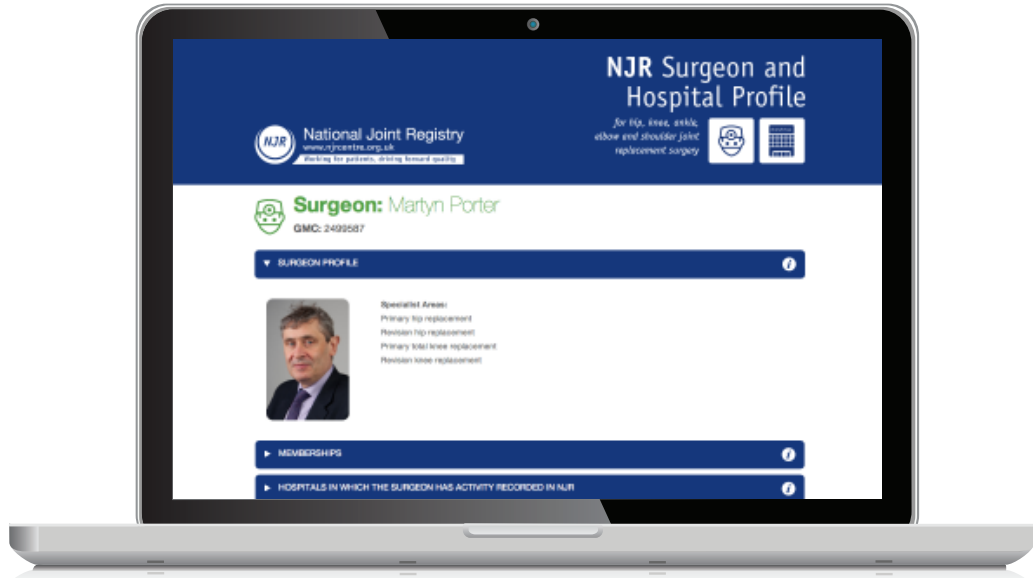 NJR Surgeon and
Hospital Profile
for hip, knee, ankle,
elbow and shoulder joint
replacement surgery
NJR
National Joint Registry
www.njrcentre.org.uk
Working for patients, driving forward quality
Surgeon: Martyn Porter
GMC: 2499587
SURGEON PROFILE
i
Specialist Areas:
Primary hip replacement
Revision hip replacement
Primary total knee replacement
Revision knee replacement
MEMBERSHIPS
i
HOSPITALS IN WHICH THE SURGEON HAS ACTIVITY RECORDED IN NJR
i